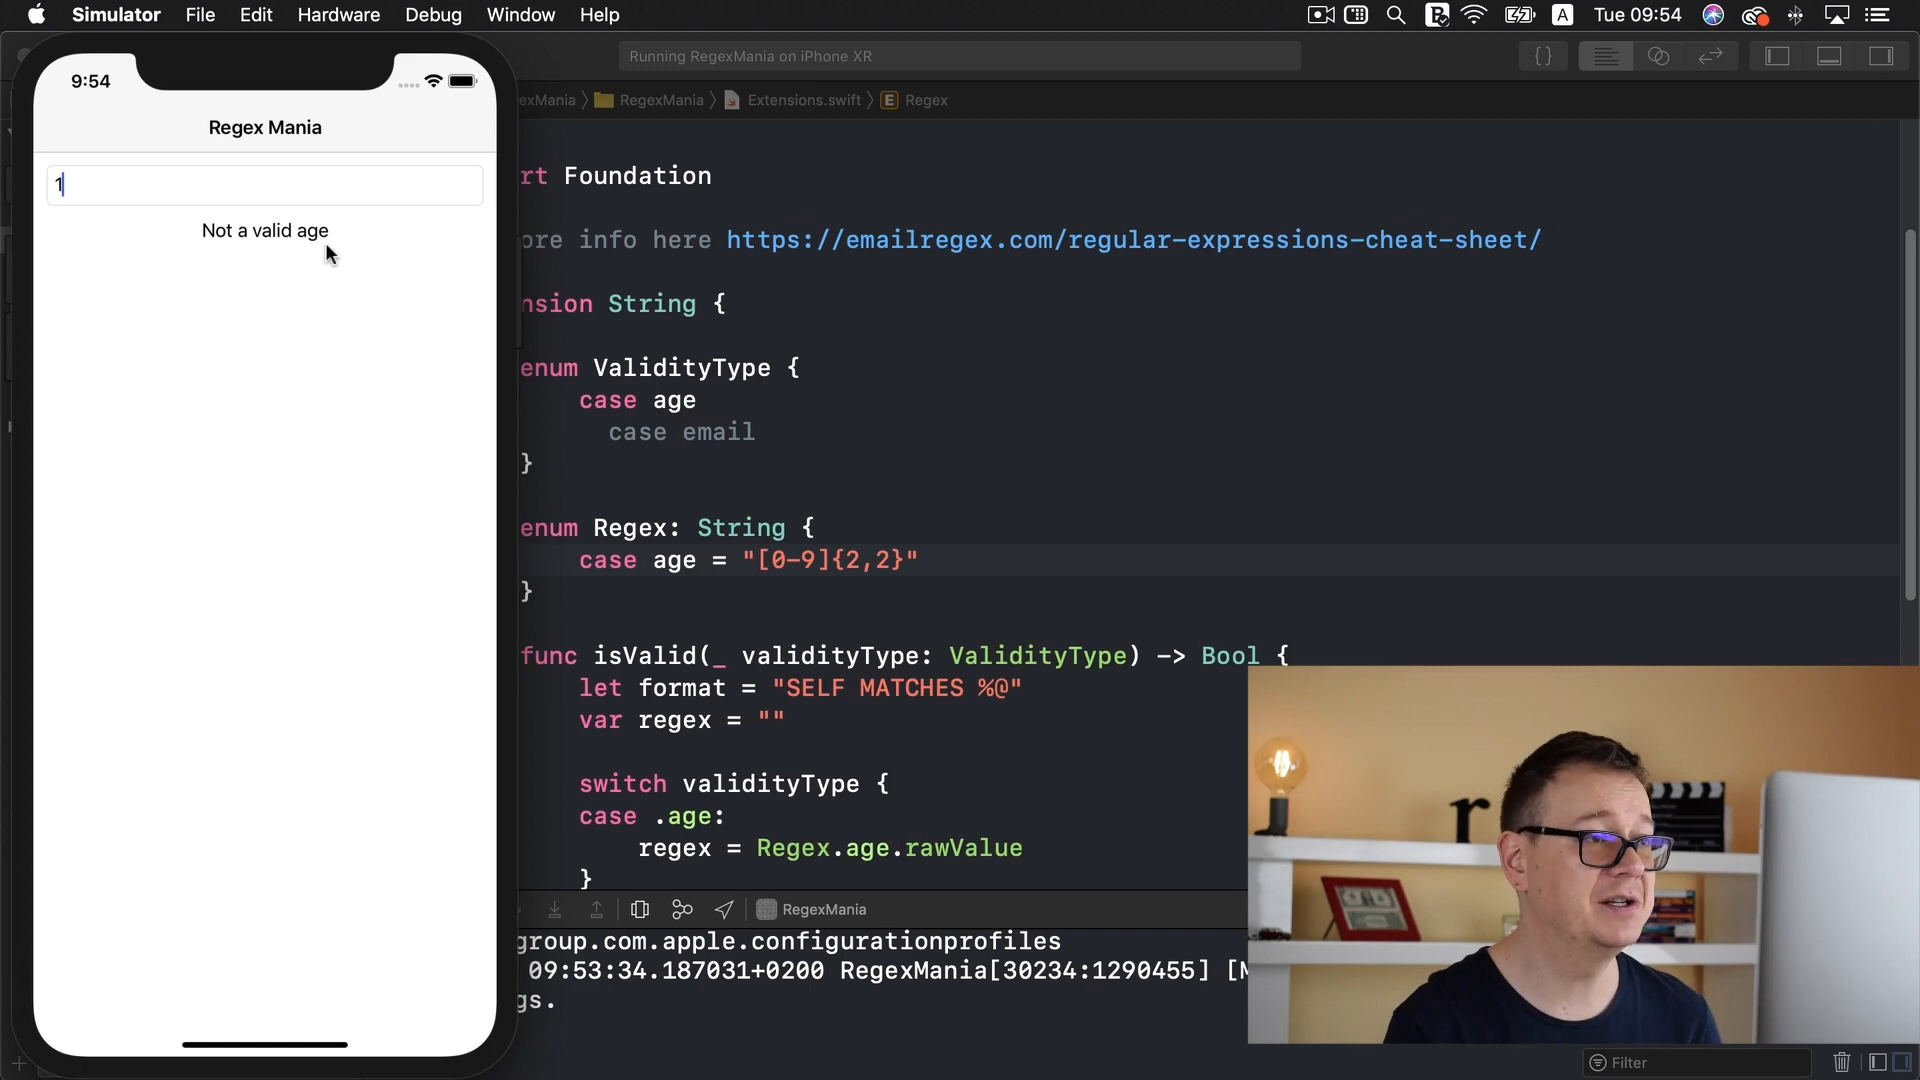 Simulator File Edit Hardware Debug Window Help
A Tue 09:54
Running RegexMania on iPhone XR
exMania RegexMania Extensions.swift E Regex
9:54
Regex Mania
1
Not a valid age
rt Foundation
ore info here https://emailregex.com/regular-expressions-cheat-sheet/
nsion String {
enum ValidityType {
case age
case email
}
enum Regex: String {
case age = "[0-9]{2,2}"
}
func isValid(_ validityType: ValidityType) -> Bool {
let format = "SELF MATCHES %@"
var regex = ""
switch validityType {
case .age:
regex = Regex.age.rawValue
}
RegexMania
group.com.apple.configurationprofiles
09:53:34.187031+0200 RegexMania[30234:1290455] [M
gs.
Filter